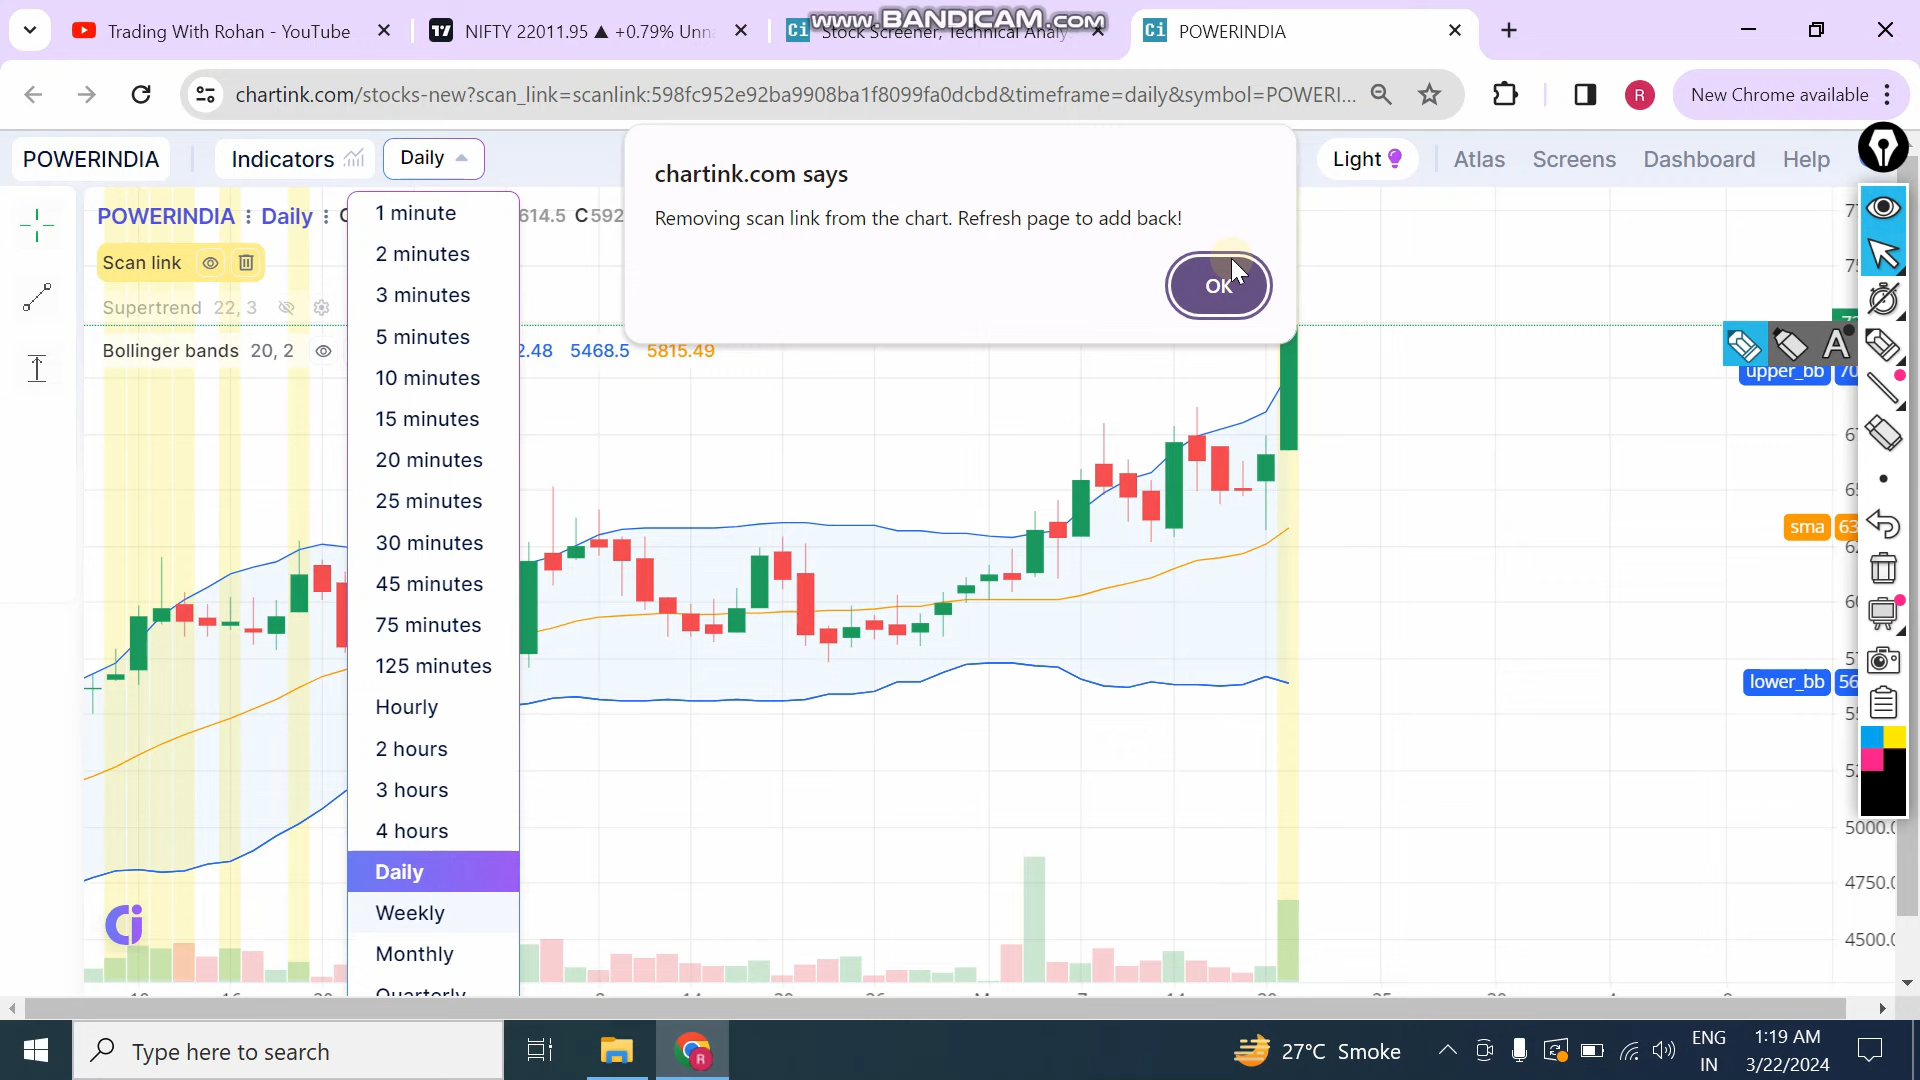 www.BANDICAM.com
Trading With Rohan - YouTube
NIFTY 22011.95 ▲ +0.79% Unna
Stock Screener, Technical Analy
POWERINDIA
chartink.com/stocks-new?scan_link=scanlink:598fc952e92ba9908ba1f8099fa0dcbd&timeframe=daily&symbol=POWERI...
R
New Chrome available
POWERINDIA
Indicators
Daily
Light
Atlas
Screens
Dashboard
Help
chartink.com says
Removing scan link from the chart. Refresh page to add back!
OK
POWERINDIA : Daily :
614.5 C592
Scan link
Supertrend 22, 3
Bollinger bands 20, 2
2.48 5468.5 5815.49
1 minute
2 minutes
3 minutes
5 minutes
10 minutes
15 minutes
20 minutes
25 minutes
30 minutes
45 minutes
75 minutes
125 minutes
Hourly
2 hours
3 hours
4 hours
Daily
Weekly
Monthly
Quarterly
A
upper_bb 70
sma 63
lower_bb 56
5000.0
4750.0
4500.0
Type here to search
27°C Smoke
ENG
IN
1:19 AM
3/22/2024